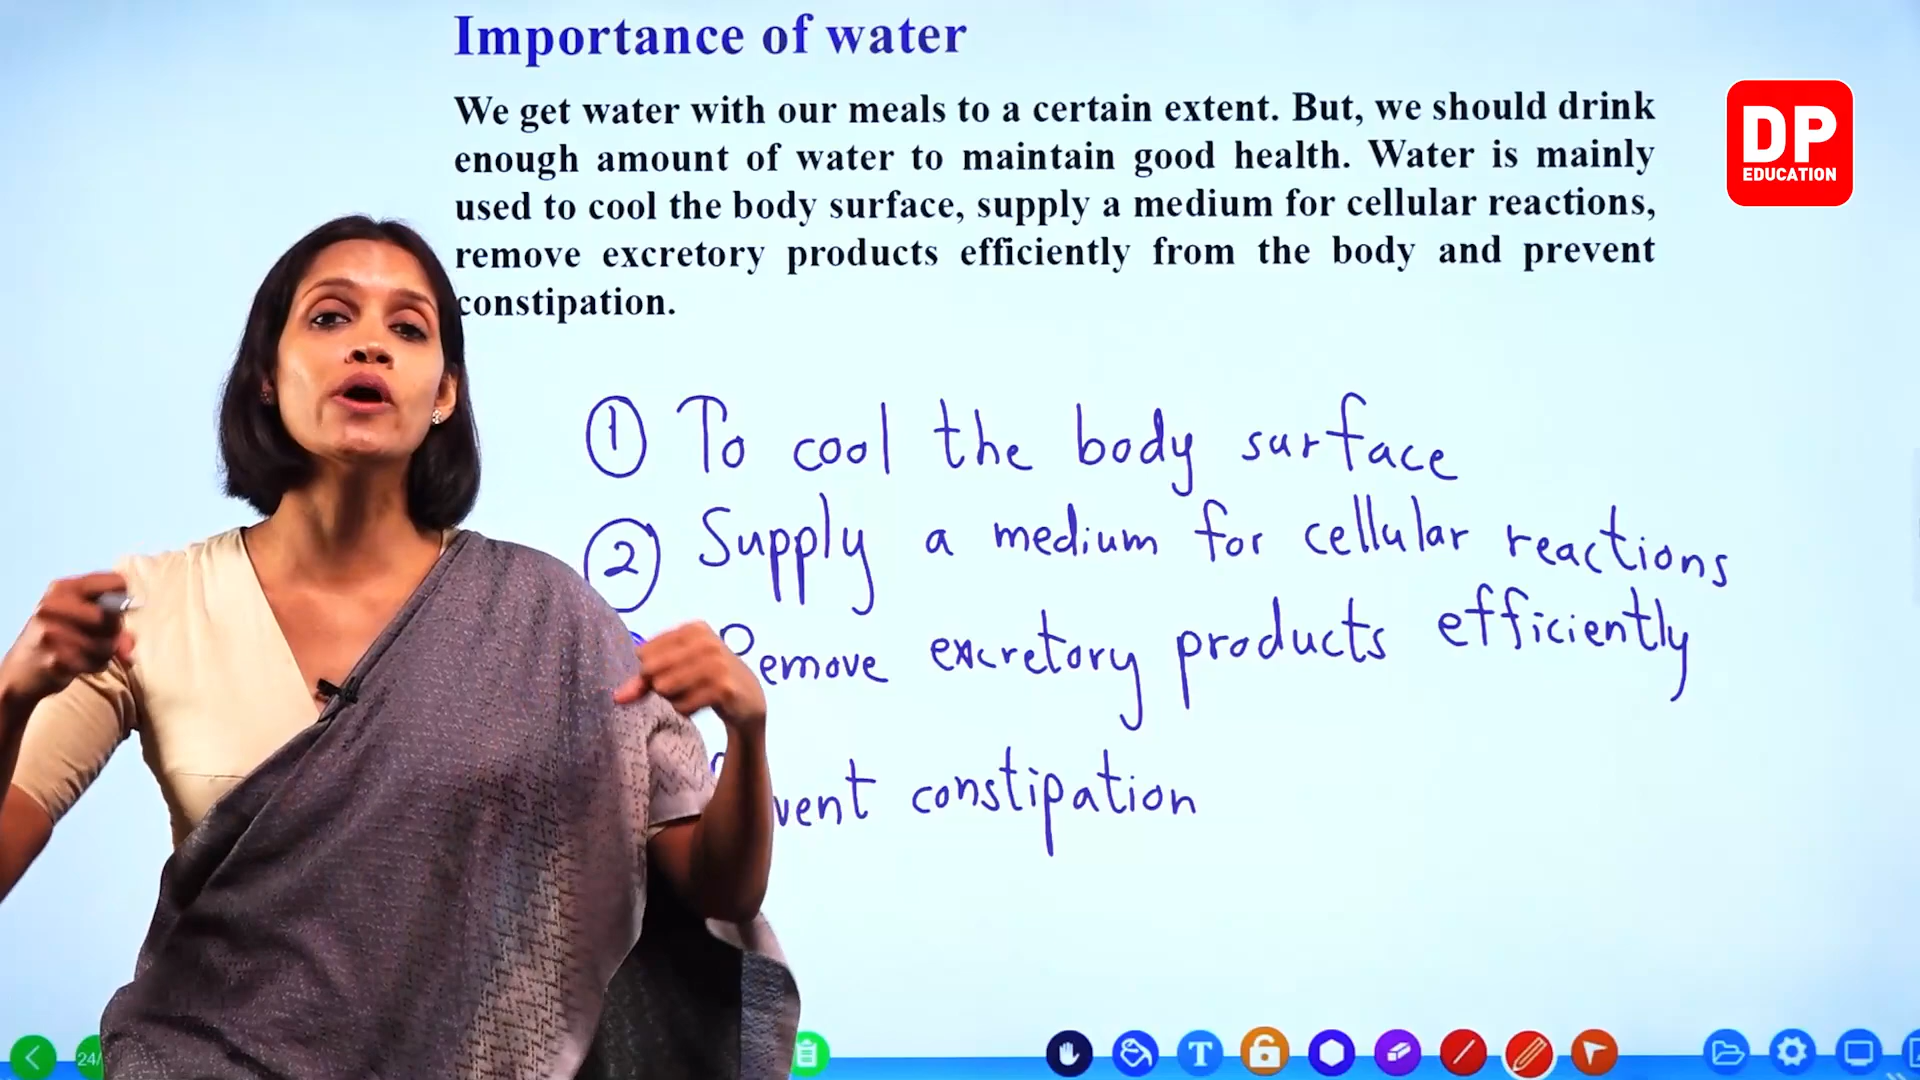 Importance of water
We get water with our meals to a certain extent. But, we should drink
enough amount of water to maintain good health. Water is mainly
used to cool the body surface, supply a medium for cellular reactions,
remove excretory products efficiently from the body and prevent
constipation.
DP
EDUCATION
1 To cool the body surface
2 Supply a medium for cellular reactions
Remove excretory products efficiently
vent constipation
24/
T